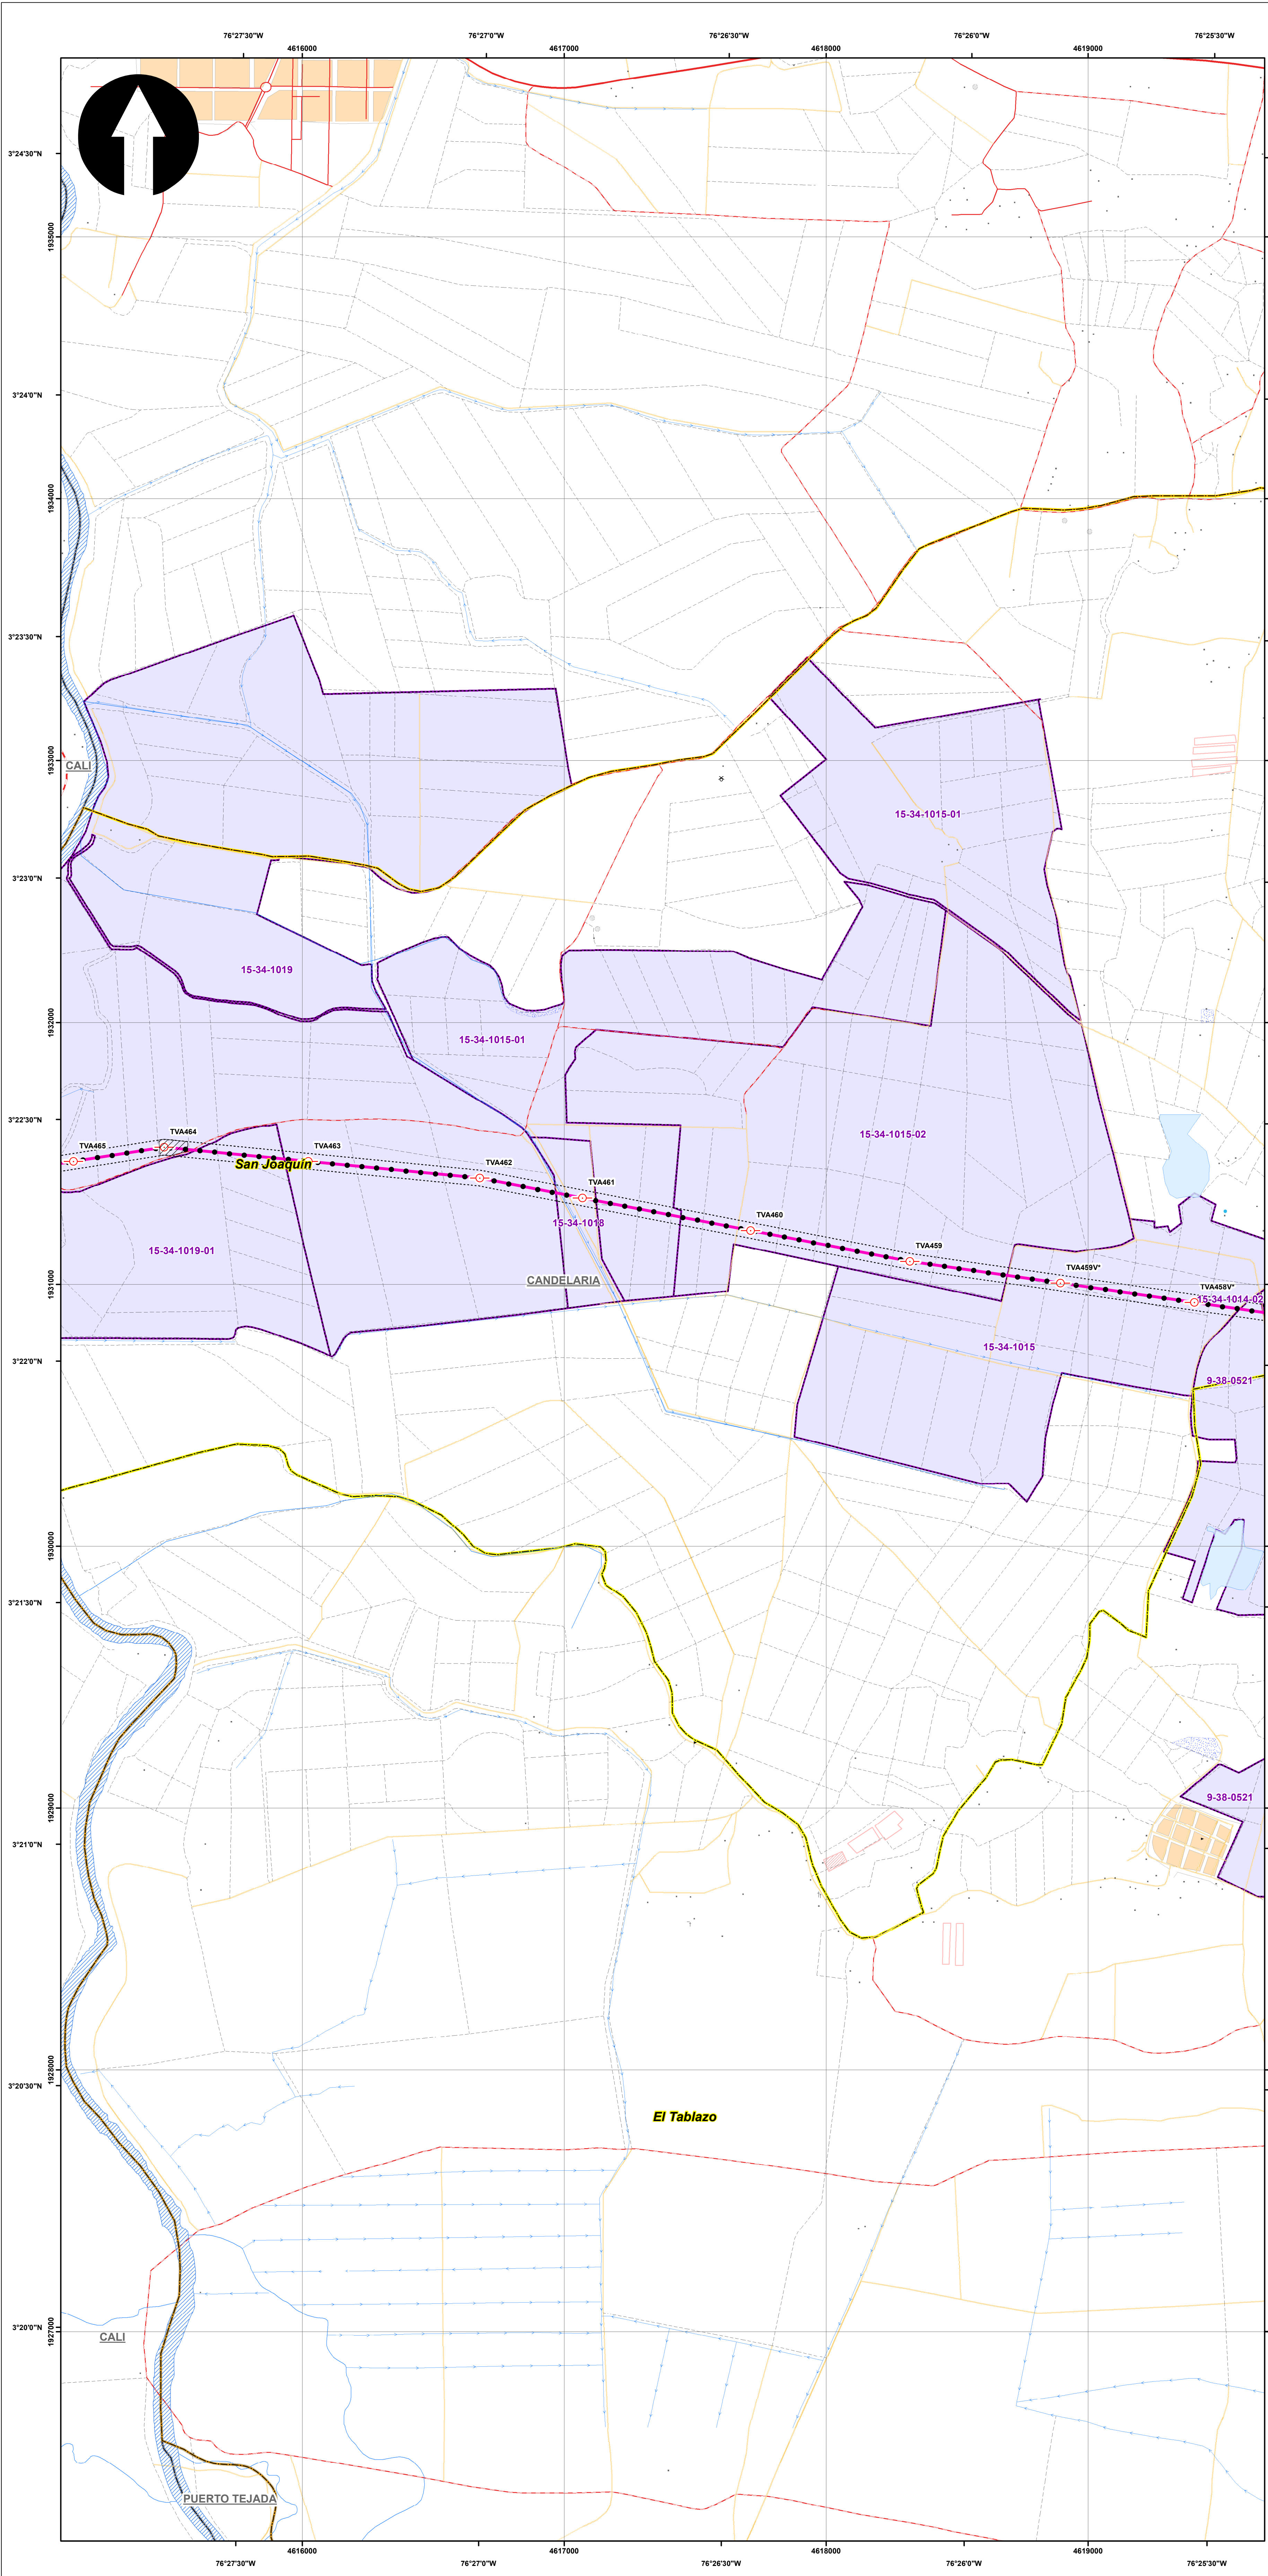 76°27'30"W 76°27'0"W 76°26'30"W 76°26'0"W 76°25'30"W
4616000 4617000 4618000 4619000
3°24'30"N
1935000
3°24'0"N
1934000
3°23'30"N
1933000
CALI
15-34-1015-01
3°23'0"N
15-34-1019
1932000
15-34-1015-01
3°22'30"N
15-34-1015-02
TVA465
TVA464
TVA463
San Joaquín
TVA462
TVA461
15-34-1018
TVA460
TVA459
15-34-1019-01
CANDELARIA
TVA459V*
1931000
TVA458V*
15-34-1014-02
15-34-1015
3°22'0"N
9-38-0521
1930000
3°21'30"N
9-38-0521
1929000
3°21'0"N
1928000
3°20'30"N
El Tablazo
3°20'0"N
1927000
CALI
PUERTO TEJADA
4616000 4617000 4618000 4619000
76°27'30"W 76°27'0"W 76°26'30"W 76°26'0"W 76°25'30"W